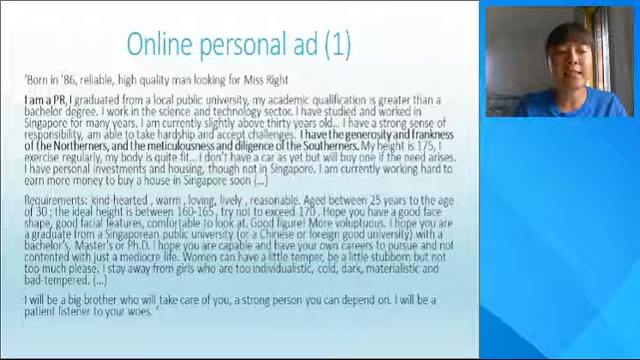 Online personal ad (1)
'Born in '86, reliable, high quality man looking for Miss Right
I am a PR, I graduated from a local public university, my academic qualification is greater than a
bachelor degree. I work in the science and technology sector. I have studied and worked in
Singapore for many years. I am currently slightly above thirty years old... I have a strong sense of
responsibility, am able to take hardship and accept challenges. I have the generosity and frankness
of the Northerners, and the meticulousness and diligence of the Southerners. My height is 175, I
exercise regularly, my body is quite fit... I don't have a car as yet but will buy one if the need arises.
I have personal investments and housing, though not in Singapore. I am currently working hard to
earn more money to buy a house in Singapore soon (...)
Requirements: kind-hearted , warm , loving, lively , reasonable. Aged between 25 years to the age
of 30 ; the ideal height is between 160-165 , try not to exceed 170 . Hope you have a good face
shape, good facial features, comfortable to look at. Good figure! More voluptuous. I hope you are
a graduate from a Singaporean public university (or a Chinese or foreign good university) with a
bachelor's, Master's or Ph.D. I hope you are capable and have your own careers to pursue and not
contented with just a mediocre life. Women can have a little temper, be a little stubborn but not
too much please. I stay away from girls who are too individualistic, cold, dark, materialistic and
bad-tempered. (...)
I will be a big brother who will take care of you, a strong person you can depend on. I will be a
patient listener to your woes. '